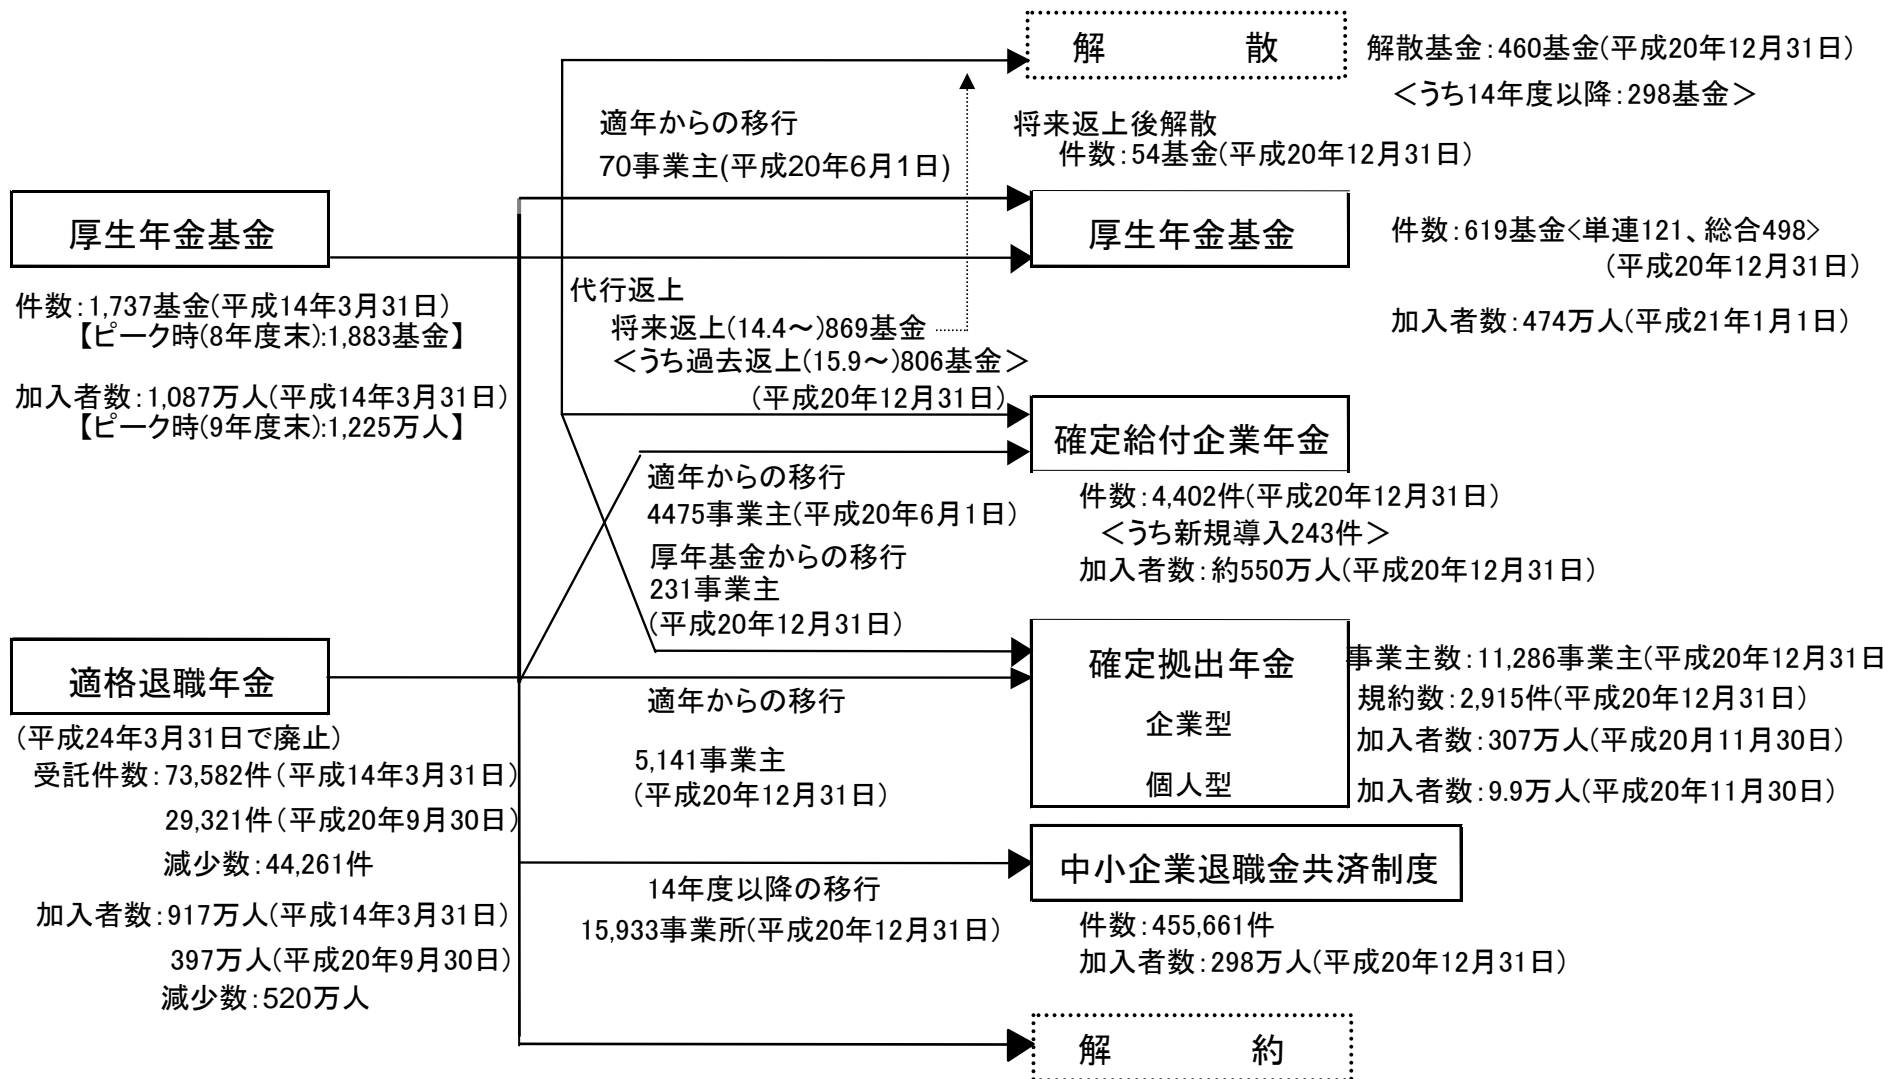 解　散
解散基金：460基金(平成20年12月31日)
＜うち14年度以降：298基金＞
適年からの移行
70事業主(平成20年6月1日)
将来返上後解散
件数：54基金(平成20年12月31日)
厚生年金基金
件数：1,737基金(平成14年3月31日)
【ピーク時(8年度末):1,883基金】
加入者数：1,087万人(平成14年3月31日)
【ピーク時(9年度末):1,225万人】
厚生年金基金
件数：619基金<単連121、総合498>
(平成20年12月31日)
加入者数：474万人(平成21年1月1日)
代行返上
将来返上(14.4～)869基金
＜うち過去返上(15.9～)806基金＞
(平成20年12月31日)
確定給付企業年金
件数：4,402件(平成20年12月31日)
＜うち新規導入243件＞
加入者数：約550万人(平成20年12月31日)
適年からの移行
4475事業主(平成20年6月1日)
厚年基金からの移行
231事業主
(平成20年12月31日)
適格退職年金
(平成24年3月31日で廃止)
受託件数：73,582件(平成14年3月31日)
29,321件(平成20年9月30日)
減少数：44,261件
加入者数：917万人(平成14年3月31日)
397万人(平成20年9月30日)
減少数：520万人
適年からの移行
5,141事業主
(平成20年12月31日)
確定拠出年金
企業型
個人型
事業主数：11,286事業主(平成20年12月31日
規約数：2,915件(平成20年12月31日)
加入者数：307万人(平成20月11月30日)
加入者数：9.9万人(平成20年11月30日)
14年度以降の移行
15,933事業所(平成20年12月31日)
中小企業退職金共済制度
件数：455,661件
加入者数：298万人(平成20年12月31日)
解　約